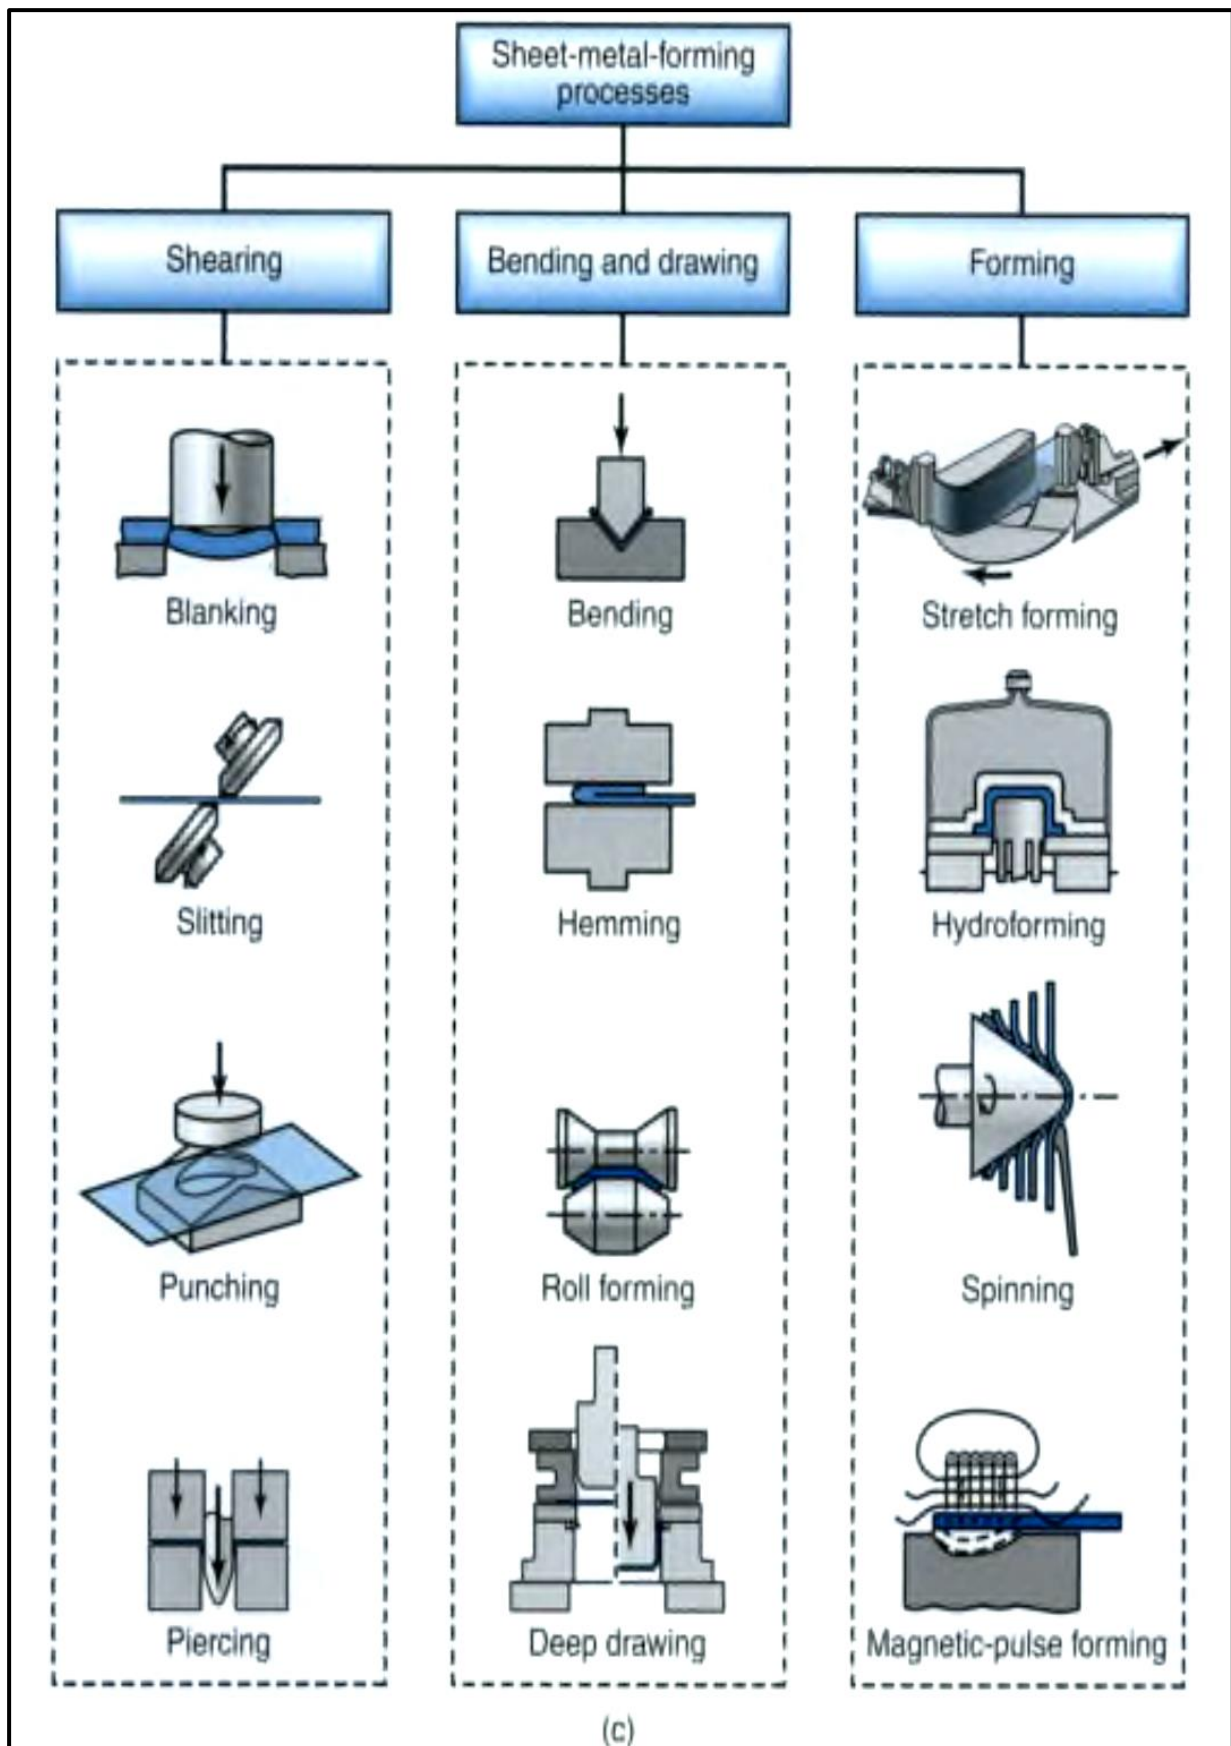 Sheet-metal-forming
processes
Shearing
Bending and drawing
Forming
Blanking
Bending
Stretch forming
Slitting
Hemming
Hydroforming
Punching
Roll forming
Spinning
Piercing
Deep drawing
Magnetic-pulse forming
(c)